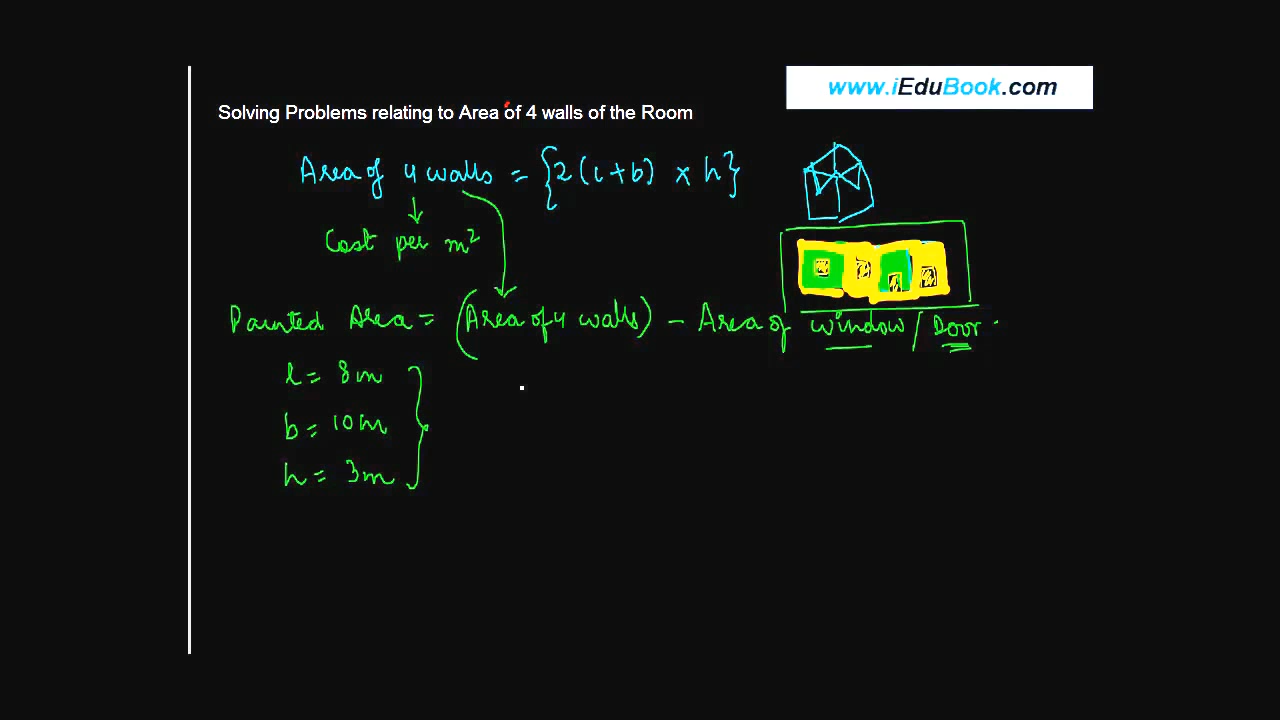 www.iEduBook.com
Solving Problems relating to Area of 4 walls of the Room
Area of 4 walls = {2(l+b) × h}
Cost per m²
Painted Area = (Area of 4 walls) - Area of window / Door.
l = 8m
b = 10m
h = 3m